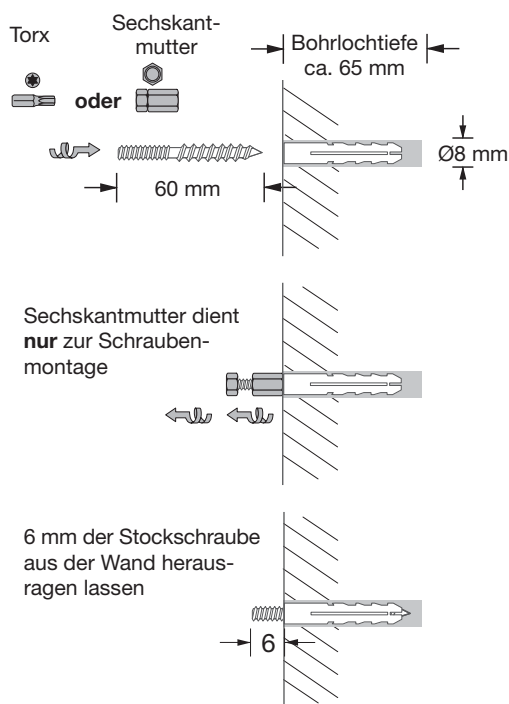 Torx
Sechskant-
mutter
oder
Bohrlochtiefe
ca. 65 mm
Ø8 mm
60 mm
Sechskantmutter dient
nur zur Schrauben-
montage
6 mm der Stockschraube
aus der Wand heraus-
ragen lassen
6